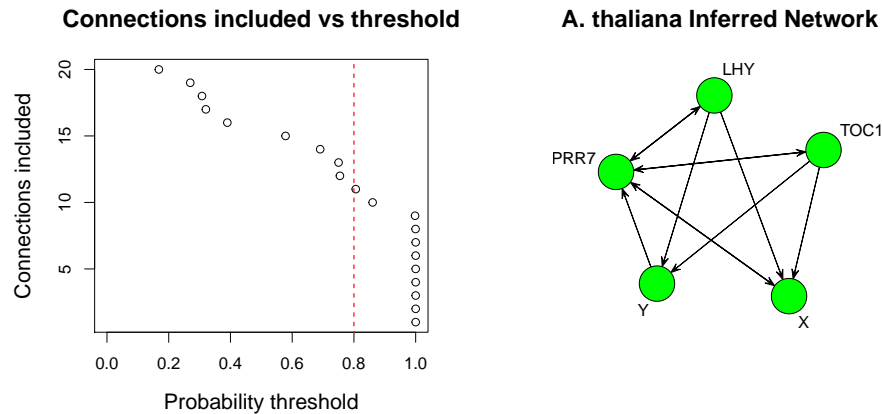 Connections included vs threshold
Connections included
20
15
10
5
0.0 0.2 0.4 0.6 0.8 1.0
Probability threshold
A. thaliana Inferred Network
LHY
TOC1
PRR7
Y
X